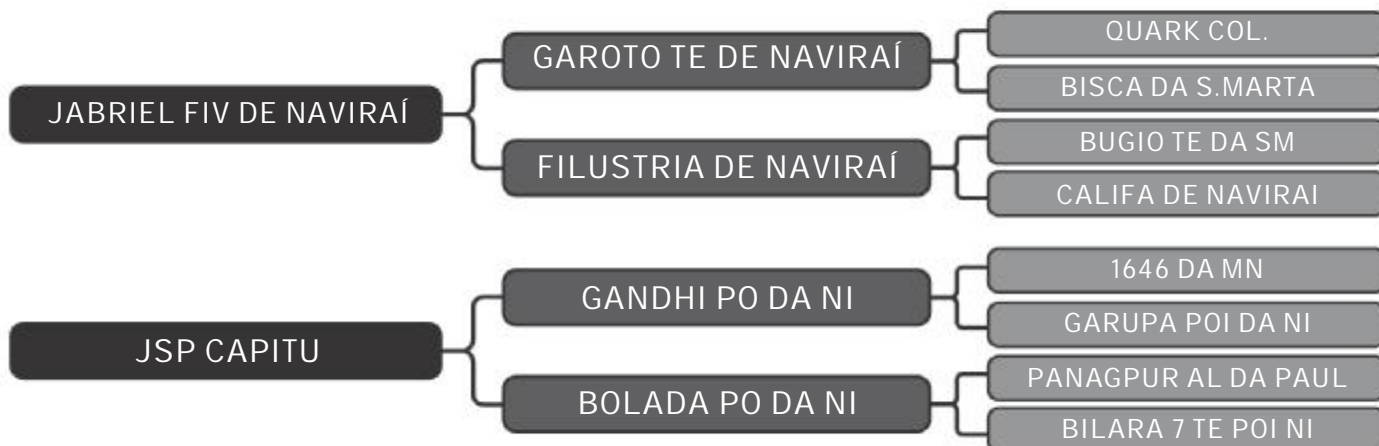 JABRIEL FIV DE NAVIRAÍ
GAROTO TE DE NAVIRAÍ
QUARK COL.
BISCA DA S.MARTA
FILUSTRIA DE NAVIRAÍ
BUGIO TE DA SM
CALIFA DE NAVIRAI
JSP CAPITU
GANDHI PO DA NI
1646 DA MN
GARUPA POI DA NI
BOLADA PO DA NI
PANAGPUR AL DA PAUL
BILARA 7 TE POI NI